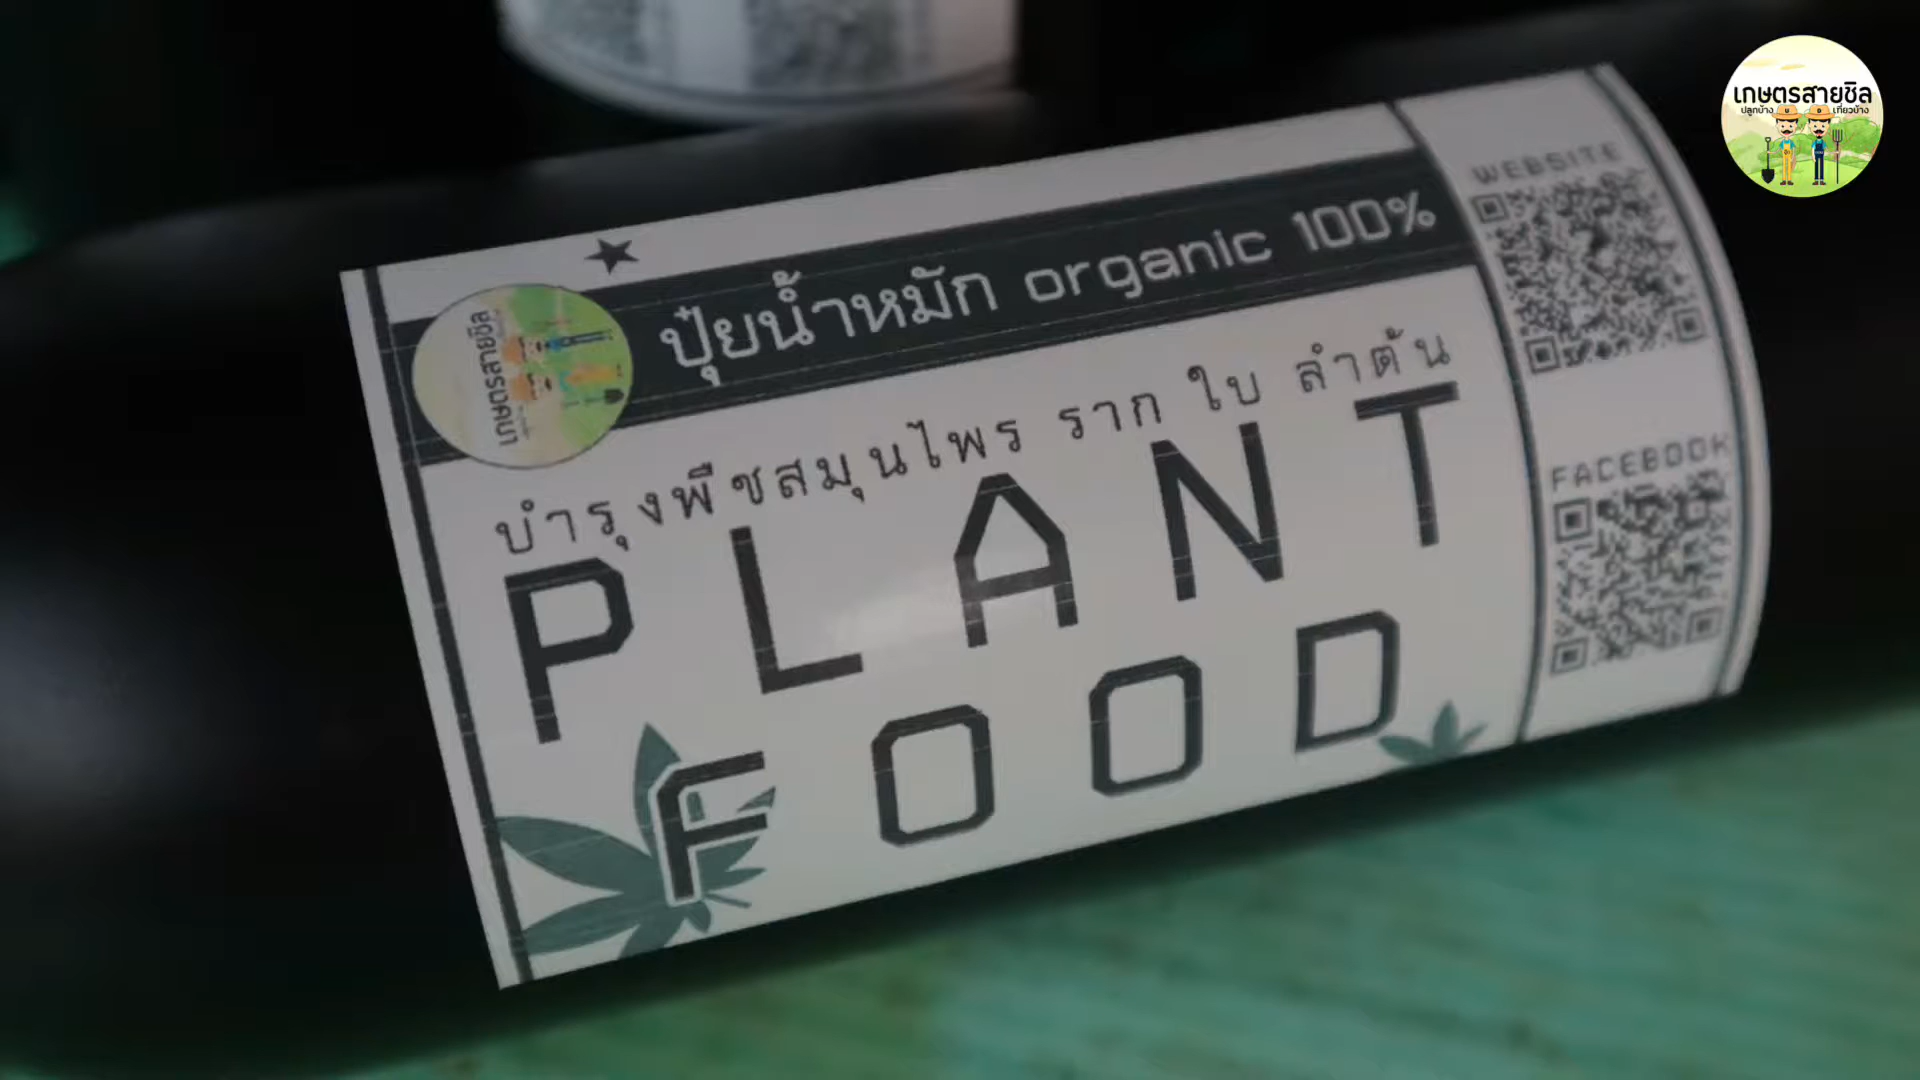 เกษตรสายชิล
ปลูกบ้าง เที่ยวบ้าง
ปุ๋ยน้ำหมัก organic 100%
เกษตรสายชิล
บำรุงพืชสมุนไพร ราก ใบ ลำต้น
PLANT
FOOD
WEBSITE
FACEBOOK